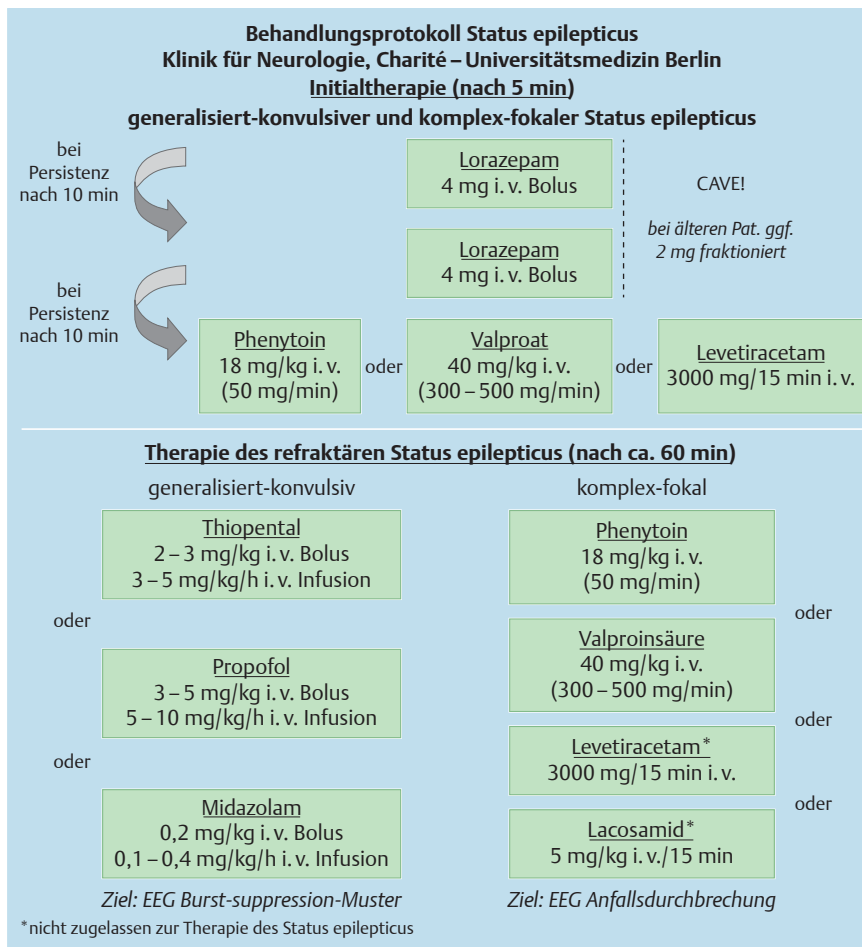 Behandlungsprotokoll Status epilepticus
Klinik für Neurologie, Charité – Universitätsmedizin Berlin
Initialtherapie (nach 5 min)
generalisiert-konvulsiver und komplex-fokaler Status epilepticus
bei
Persistenz
nach 10 min
Lorazepam
4 mg i. v. Bolus
CAVE!
bei älteren Pat. ggf.
2 mg fraktioniert
Lorazepam
4 mg i. v. Bolus
bei
Persistenz
nach 10 min
Phenytoin
18 mg/kg i. v.
(50 mg/min)
oder
Valproat
40 mg/kg i. v.
(300 – 500 mg/min)
oder
Levetiracetam
3000 mg/15 min i. v.
Therapie des refraktären Status epilepticus (nach ca. 60 min)
generalisiert-konvulsiv
Thiopental
2 – 3 mg/kg i. v. Bolus
3 – 5 mg/kg/h i. v. Infusion
oder
Propofol
3 – 5 mg/kg i. v. Bolus
5 – 10 mg/kg/h i. v. Infusion
oder
Midazolam
0,2 mg/kg i. v. Bolus
0,1 – 0,4 mg/kg/h i. v. Infusion
Ziel: EEG Burst-suppression-Muster
komplex-fokal
Phenytoin
18 mg/kg i. v.
(50 mg/min)
oder
Valproinsäure
40 mg/kg i. v.
(300 – 500 mg/min)
oder
Levetiracetam*
3000 mg/15 min i. v.
oder
Lacosamid*
5 mg/kg i. v./15 min
Ziel: EEG Anfallsdurchbrechung
*nicht zugelassen zur Therapie des Status epilepticus